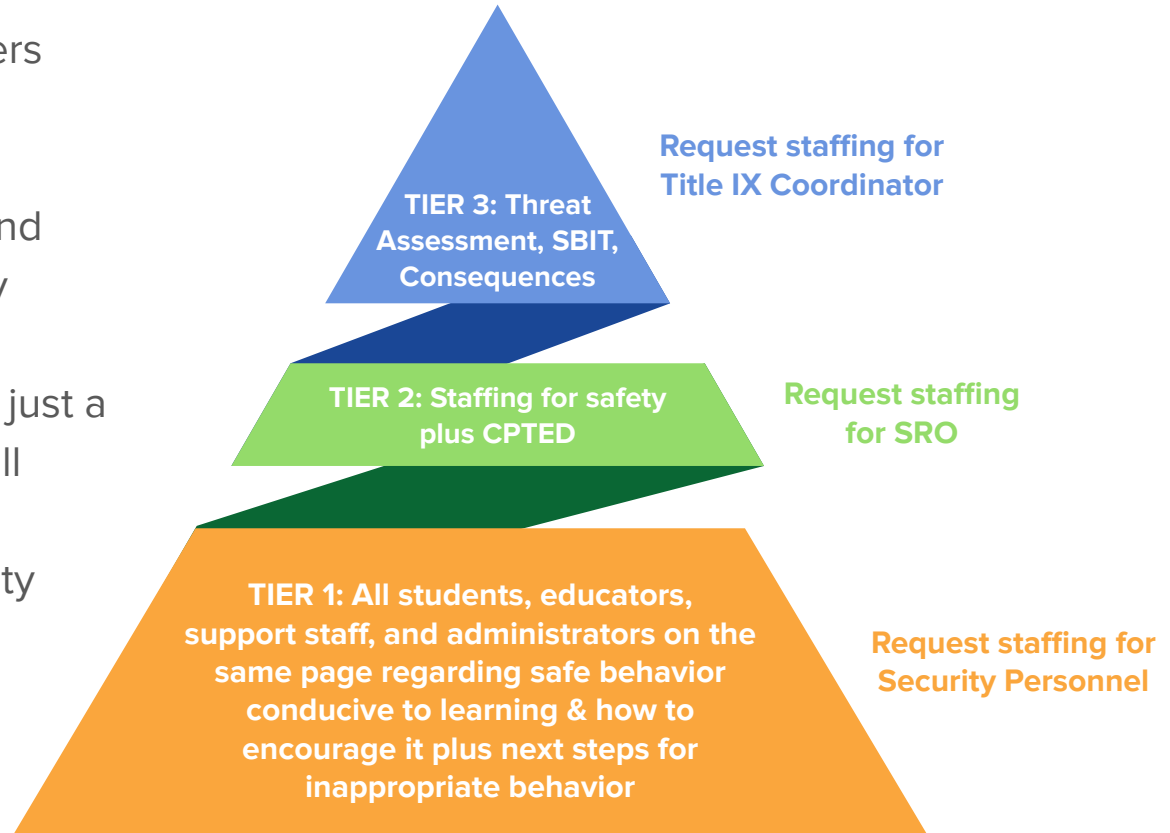 ers
nd
y
just a
ll
ty
TIER 3: Threat
Assessment, SBIT,
Consequences
Request staffing for
Title IX Coordinator
TIER 2: Staffing for safety
plus CPTED
Request staffing
for SRO
TIER 1: All students, educators,
support staff, and administrators on the
same page regarding safe behavior
conducive to learning & how to
encourage it plus next steps for
inappropriate behavior
Request staffing for
Security Personnel